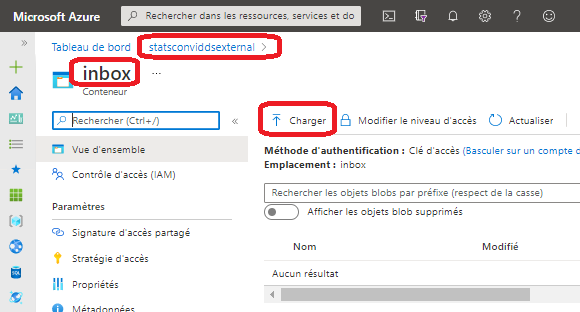 Microsoft Azure
Rechercher dans les ressources, services et do
Tableau de bord
statsconviddsexternal >
inbox ...
Conteneur
Rechercher (Ctrl+/)
«
Charger
Modifier le niveau d'accès
Actualiser
Vue d'ensemble
Contrôle d'accès (IAM)
Paramètres
Signature d'accès partagé
Stratégie d'accès
Propriétés
Métadonnées
Méthode d'authentification : Clé d'accès (Basculer sur un compte d
Emplacement : inbox
Rechercher les objets blobs par préfixe (respect de la casse)
Afficher les objets blob supprimés
Nom
Modifié
Aucun résultat